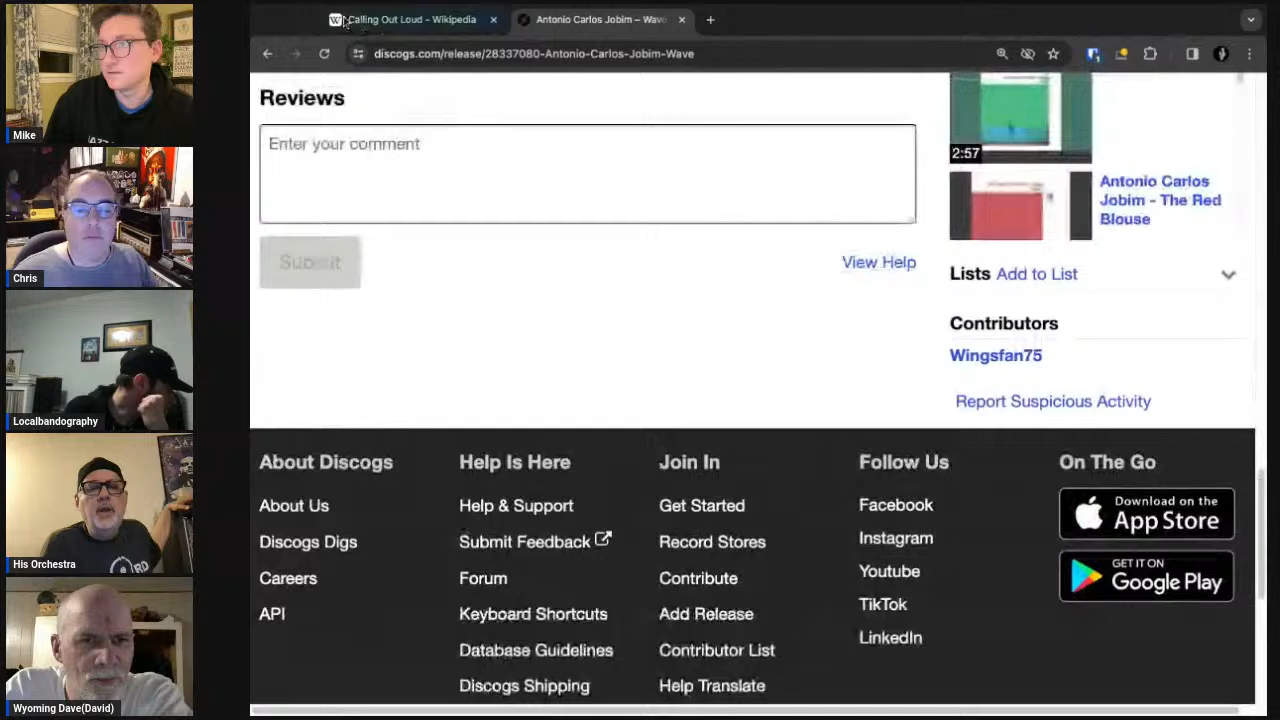 Calling Out Loud - Wikipedia
Antonio Carlos Jobim – Wave
discogs.com/release/28337080-Antonio-Carlos-Jobim-Wave
Reviews
Enter your comment
Submit
View Help
2:57
Antonio Carlos
Jobim - The Red
Blouse
Lists Add to List
Contributors
Wingsfan75
Report Suspicious Activity
About Discogs
About Us
Discogs Digs
Careers
API
Help Is Here
Help & Support
Submit Feedback
Forum
Keyboard Shortcuts
Database Guidelines
Discogs Shipping
Join In
Get Started
Record Stores
Contribute
Add Release
Contributor List
Help Translate
Follow Us
Facebook
Instagram
Youtube
TikTok
LinkedIn
On The Go
Download on the
App Store
GET IT ON
Google Play
Mike
Chris
Localbandography
His Orchestra
Wyoming Dave(David)